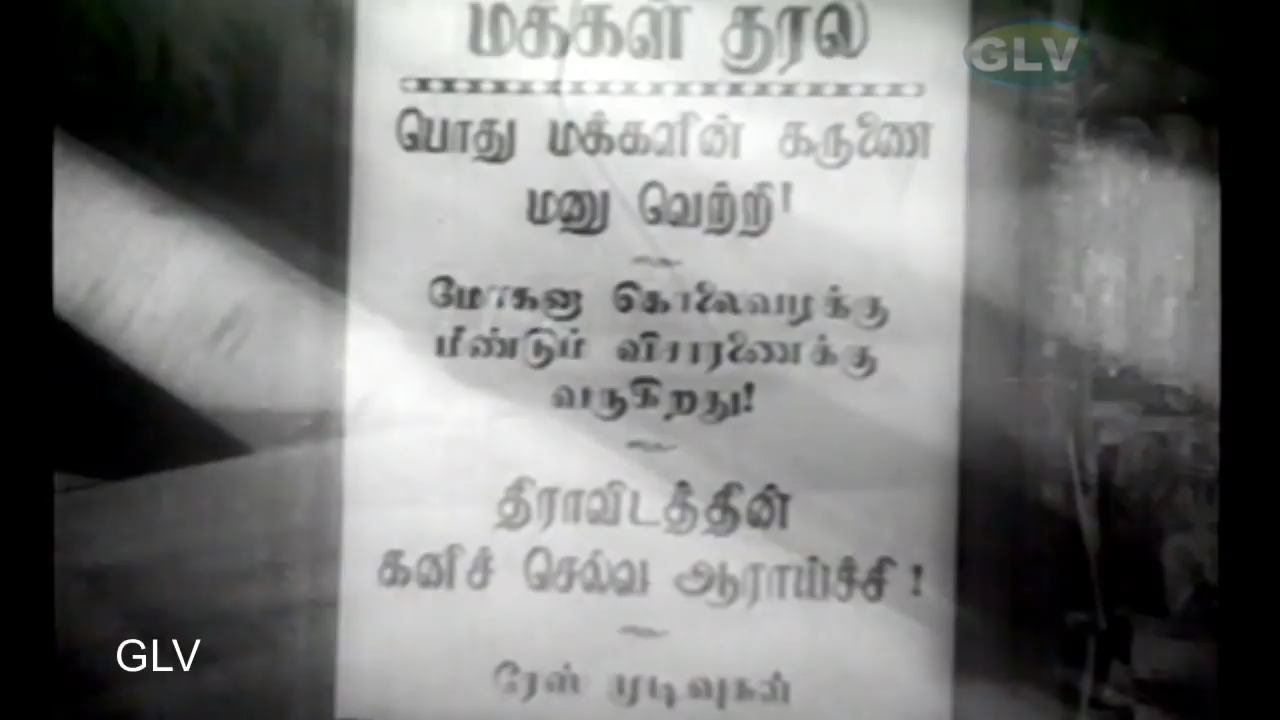 மக்கள் குரல்
GLV
பொது மக்களின் கருணை
மனு வெற்றி!
மோகனா கொலைவழக்கு
மீண்டும் விசாரணைக்கு
வருகிறது!
திராவிடத்தின்
கனிச் செல்வ ஆராய்ச்சி!
ரேஸ் முடிவுகள்
GLV